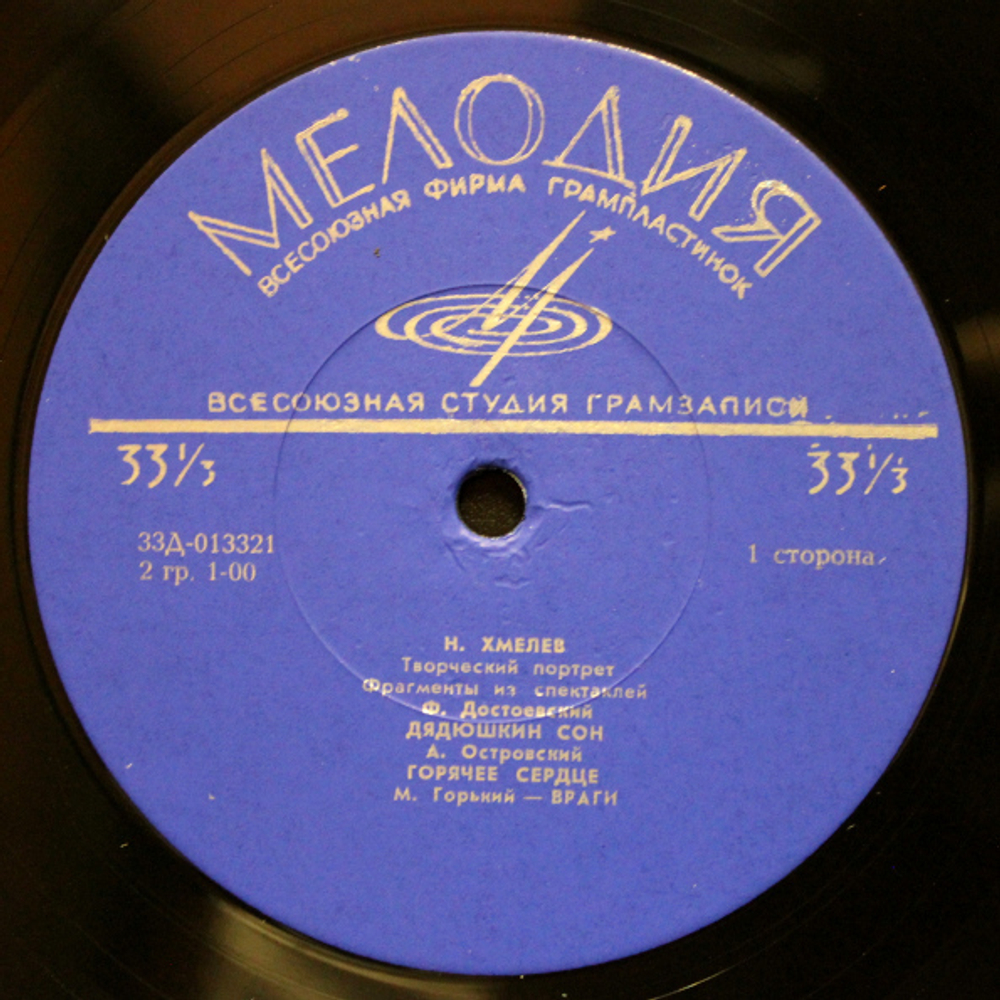 МЕЛОДИЯ
ВСЕСОЮЗНАЯ ФИРМА ГРАМПЛАСТИНОК
ВСЕСОЮЗНАЯ СТУДИЯ ГРАМЗАПИСИ
33⅓ 33⅓
33Д-013321
2 гр. 1-00
1 сторона
Н. ХМЕЛЕВ
Творческий портрет
Фрагменты из спектаклей
Ф. Достоевский
ДЯДЮШКИН СОН
А. Островский
ГОРЯЧЕЕ СЕРДЦЕ
М. Горький — ВРАГИ